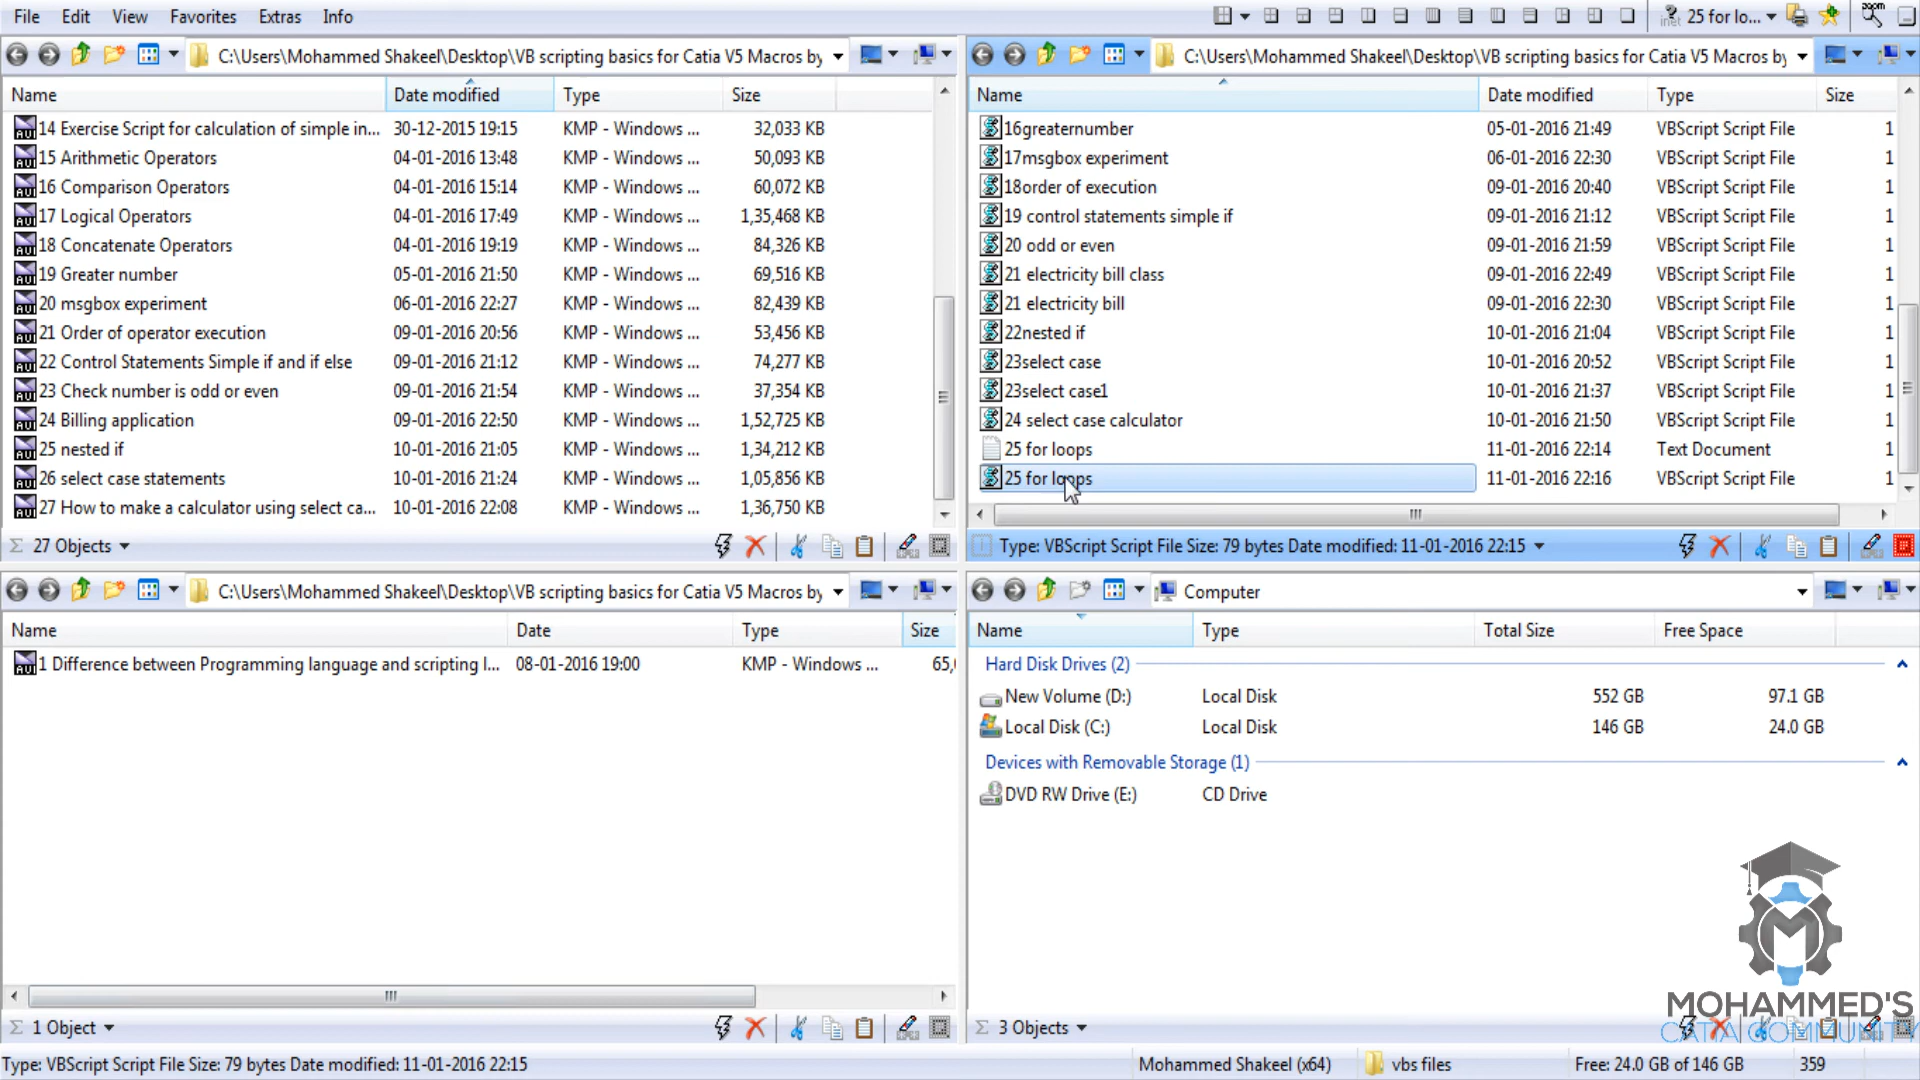 File Edit View Favorites Extras Info 25 for lo...
C:\Users\Mohammed Shakeel\Desktop\VB scripting basics for Catia V5 Macros by
Name Date modified Type Size
14 Exercise Script for calculation of simple in... 30-12-2015 19:15 KMP - Windows ... 32,033 KB
15 Arithmetic Operators 04-01-2016 13:48 KMP - Windows ... 50,093 KB
16 Comparison Operators 04-01-2016 15:14 KMP - Windows ... 60,072 KB
17 Logical Operators 04-01-2016 17:49 KMP - Windows ... 1,35,468 KB
18 Concatenate Operators 04-01-2016 19:19 KMP - Windows ... 84,326 KB
19 Greater number 05-01-2016 21:50 KMP - Windows ... 69,516 KB
20 msgbox experiment 06-01-2016 22:27 KMP - Windows ... 82,439 KB
21 Order of operator execution 09-01-2016 20:56 KMP - Windows ... 53,456 KB
22 Control Statements Simple if and if else 09-01-2016 21:12 KMP - Windows ... 74,277 KB
23 Check number is odd or even 09-01-2016 21:54 KMP - Windows ... 37,354 KB
24 Billing application 09-01-2016 22:50 KMP - Windows ... 1,52,725 KB
25 nested if 10-01-2016 21:05 KMP - Windows ... 1,34,212 KB
26 select case statements 10-01-2016 21:24 KMP - Windows ... 1,05,856 KB
27 How to make a calculator using select ca... 10-01-2016 22:08 KMP - Windows ... 1,36,750 KB
27 Objects
C:\Users\Mohammed Shakeel\Desktop\VB scripting basics for Catia V5 Macros by
Name Date modified Type Size
16greaternumber 05-01-2016 21:49 VBScript Script File 1
17msgbox experiment 06-01-2016 22:30 VBScript Script File 1
18order of execution 09-01-2016 20:40 VBScript Script File 1
19 control statements simple if 09-01-2016 21:12 VBScript Script File 1
20 odd or even 09-01-2016 21:59 VBScript Script File 1
21 electricity bill class 09-01-2016 22:49 VBScript Script File 1
21 electricity bill 09-01-2016 22:30 VBScript Script File 1
22nested if 10-01-2016 21:04 VBScript Script File 1
23select case 10-01-2016 20:52 VBScript Script File 1
23select case1 10-01-2016 21:37 VBScript Script File 1
24 select case calculator 10-01-2016 21:50 VBScript Script File 1
25 for loops 11-01-2016 22:14 Text Document 1
25 for loops 11-01-2016 22:16 VBScript Script File 1
Type: VBScript Script File Size: 79 bytes Date modified: 11-01-2016 22:15
C:\Users\Mohammed Shakeel\Desktop\VB scripting basics for Catia V5 Macros by
Name Date Type Size
1 Difference between Programming language and scripting l... 08-01-2016 19:00 KMP - Windows ... 65,
1 Object
Computer
Name Type Total Size Free Space
Hard Disk Drives (2)
New Volume (D:) Local Disk 552 GB 97.1 GB
Local Disk (C:) Local Disk 146 GB 24.0 GB
Devices with Removable Storage (1)
DVD RW Drive (E:) CD Drive
3 Objects
MOHAMMED'S
CATIA COMMUNITY
Type: VBScript Script File Size: 79 bytes Date modified: 11-01-2016 22:15 Mohammed Shakeel (x64) vbs files Free: 24.0 GB of 146 GB 359